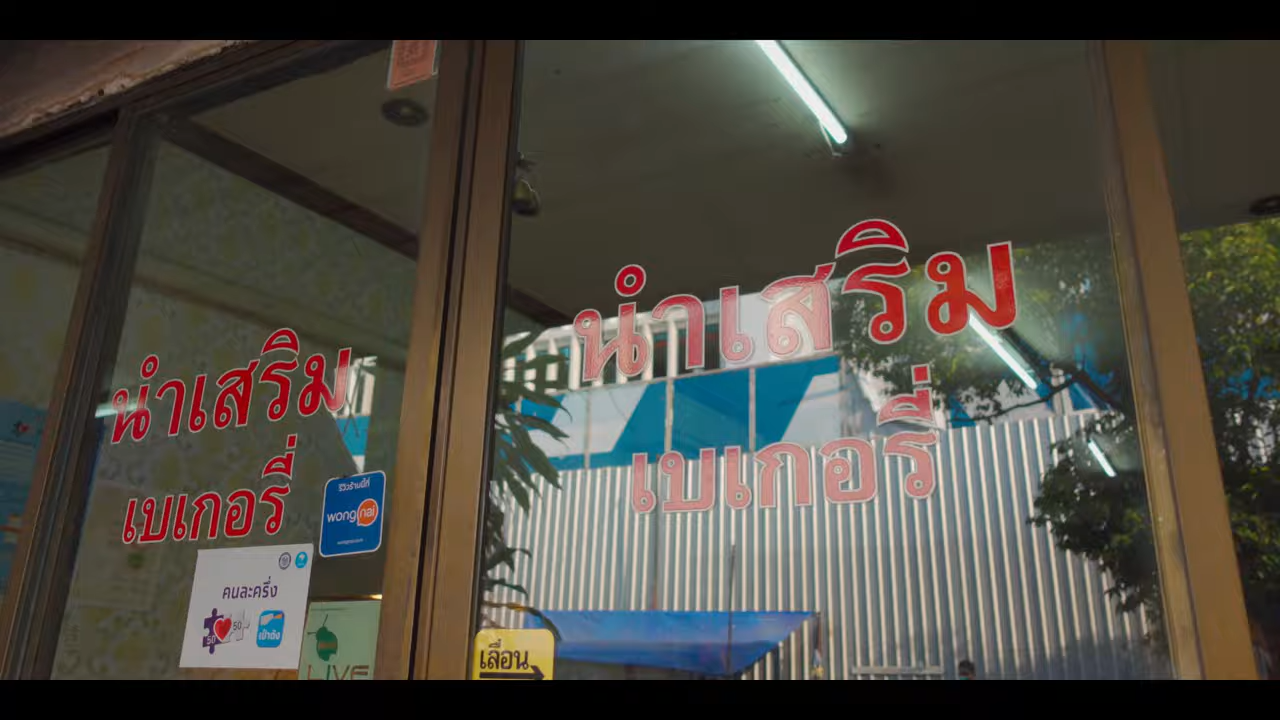 นำเสริม
เบเกอรี่
นำเสริม
เบเกอรี่
รีวิวร้านนี้ที่
wongnai
คนละครึ่ง
50
50
เป๋าตัง
LIVE
เลื่อน